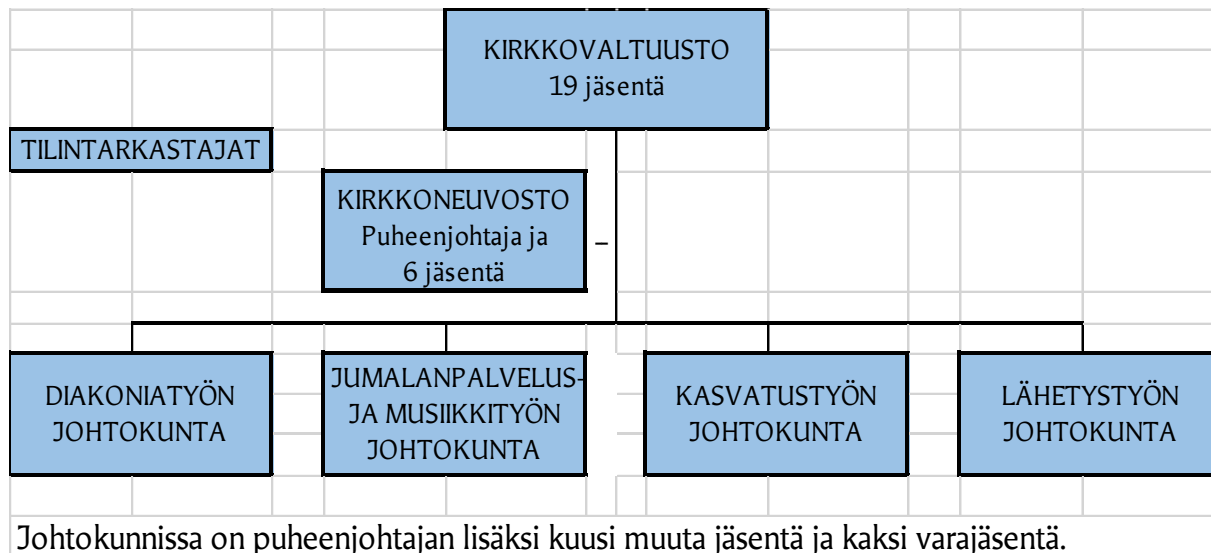 KIRKKOVALTUUSTO
19 jäsentä
TILINTARKASTAJAT
KIRKKONEUVOSTO
Puheenjohtaja ja
6 jäsentä
–
DIAKONIATYÖN
JOHTOKUNTA
JUMALANPALVELUS-
JA MUSIIKKITYÖN
JOHTOKUNTA
KASVATUSTYÖN
JOHTOKUNTA
LÄHETYSTYÖN
JOHTOKUNTA
Johtokunnissa on puheenjohtajan lisäksi kuusi muuta jäsentä ja kaksi varajäsentä.